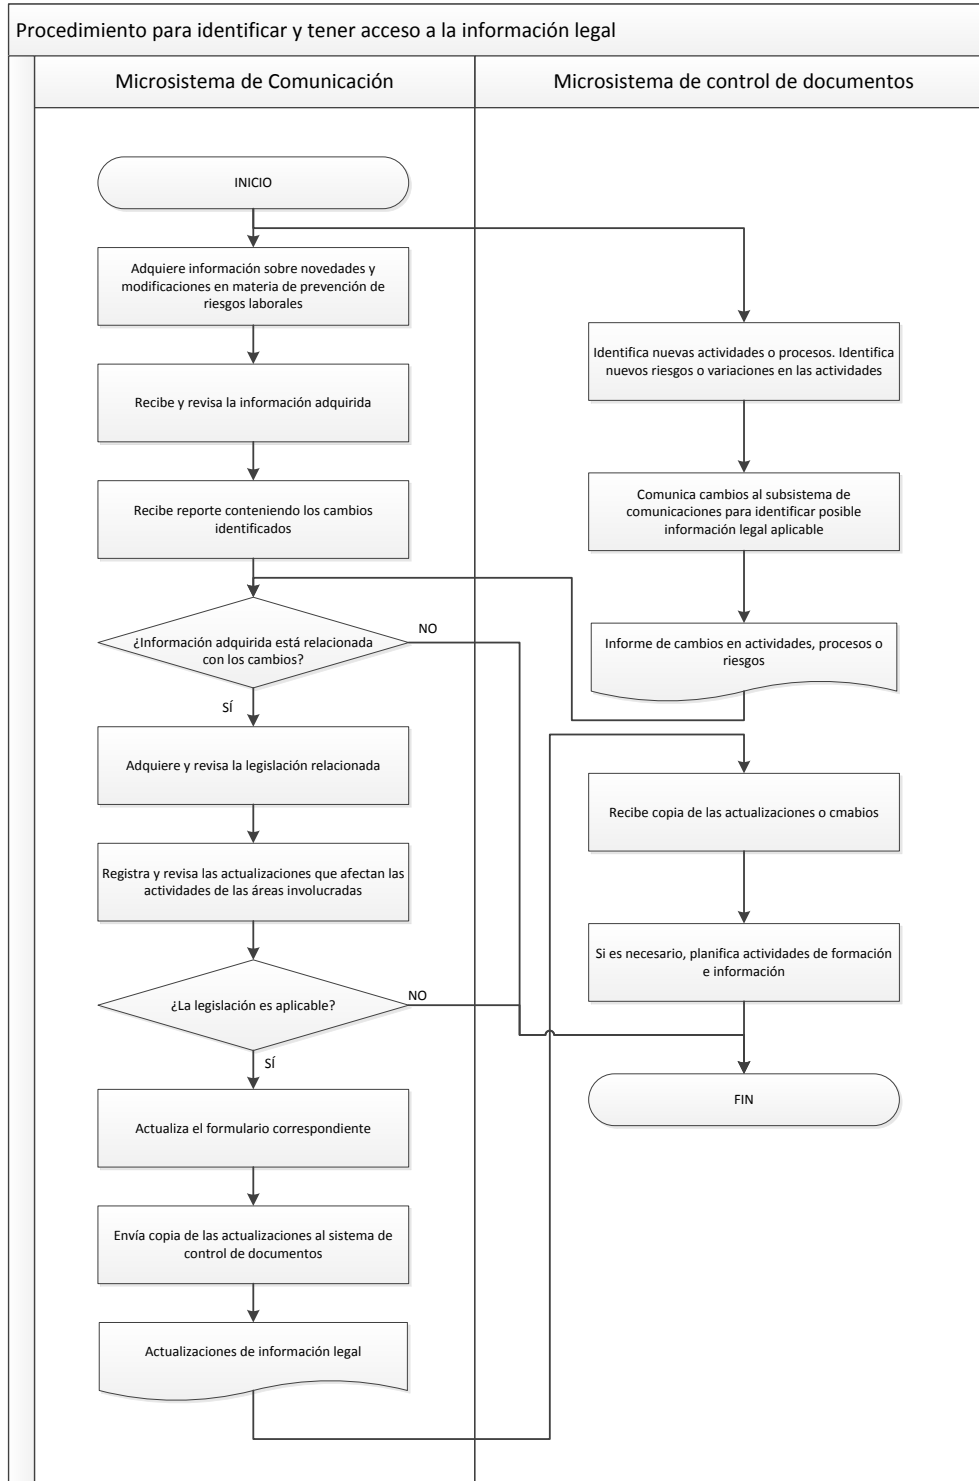 Procedimiento para identificar y tener acceso a la información legal
Microsistema de Comunicación
Microsistema de control de documentos
INICIO
Adquiere información sobre novedades y
modificaciones en materia de prevención de
riesgos laborales
Recibe y revisa la información adquirida
Recibe reporte conteniendo los cambios
identificados
¿Información adquirida está relacionada
con los cambios?
NO
SÍ
Adquiere y revisa la legislación relacionada
Registra y revisa las actualizaciones que afectan las
actividades de las áreas involucradas
¿La legislación es aplicable?
NO
SÍ
Actualiza el formulario correspondiente
Envía copia de las actualizaciones al sistema de
control de documentos
Actualizaciones de información legal
Identifica nuevas actividades o procesos. Identifica
nuevos riesgos o variaciones en las actividades
Comunica cambios al subsistema de
comunicaciones para identificar posible
información legal aplicable
Informe de cambios en actividades, procesos o
riesgos
Recibe copia de las actualizaciones o cmabios
Si es necesario, planifica actividades de formación
e información
FIN